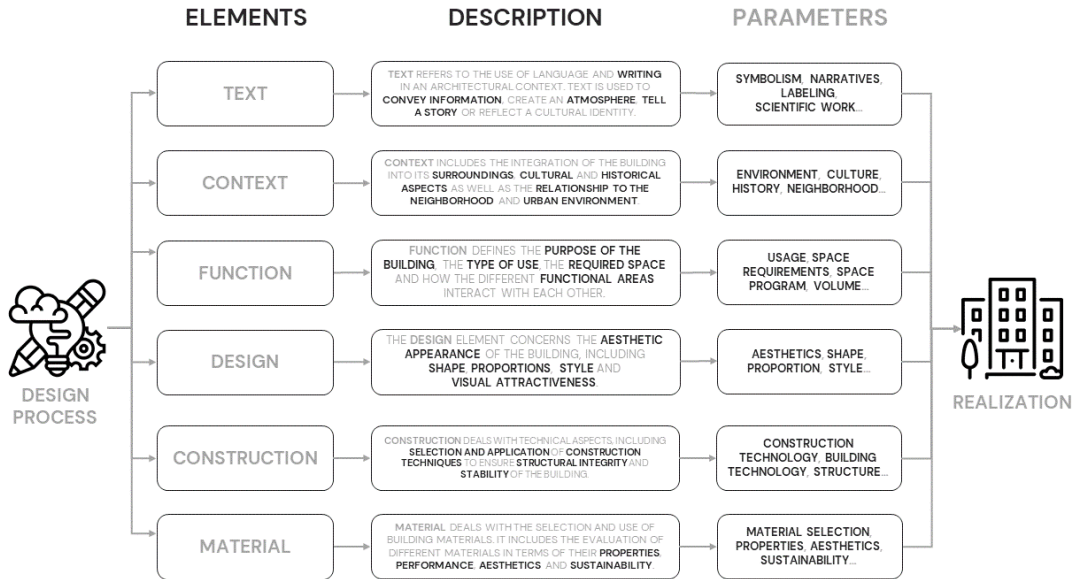 ELEMENTS
DESCRIPTION
PARAMETERS
TEXT
TEXT REFERS TO THE USE OF LANGUAGE AND WRITING
IN AN ARCHITECTURAL CONTEXT. TEXT IS USED TO
CONVEY INFORMATION, CREATE AN ATMOSPHERE, TELL
A STORY OR REFLECT A CULTURAL IDENTITY.
SYMBOLISM, NARRATIVES,
LABELING,
SCIENTIFIC WORK...
CONTEXT
CONTEXT INCLUDES THE INTEGRATION OF THE BUILDING
INTO ITS SURROUNDINGS, CULTURAL AND HISTORICAL
ASPECTS AS WELL AS THE RELATIONSHIP TO THE
NEIGHBORHOOD AND URBAN ENVIRONMENT.
ENVIRONMENT, CULTURE,
HISTORY, NEIGHBORHOOD...
FUNCTION
FUNCTION DEFINES THE PURPOSE OF THE
BUILDING, THE TYPE OF USE, THE REQUIRED SPACE
AND HOW THE DIFFERENT FUNCTIONAL AREAS
INTERACT WITH EACH OTHER.
USAGE, SPACE
REQUIREMENTS, SPACE
PROGRAM, VOLUME...
DESIGN
THE DESIGN ELEMENT CONCERNS THE AESTHETIC
APPEARANCE OF THE BUILDING, INCLUDING
SHAPE, PROPORTIONS, STYLE AND
VISUAL ATTRACTIVENESS.
AESTHETICS, SHAPE,
PROPORTION, STYLE...
DESIGN
PROCESS
REALIZATION
CONSTRUCTION
CONSTRUCTION DEALS WITH TECHNICAL ASPECTS, INCLUDING
SELECTION AND APPLICATION OF CONSTRUCTION
TECHNIQUES TO ENSURE STRUCTURAL INTEGRITY AND
STABILITY OF THE BUILDING.
CONSTRUCTION
TECHNOLOGY, BUILDING
TECHNOLOGY, STRUCTURE...
MATERIAL
MATERIAL DEALS WITH THE SELECTION AND USE OF
BUILDING MATERIALS. IT INCLUDES THE EVALUATION OF
DIFFERENT MATERIALS IN TERMS OF THEIR PROPERTIES,
PERFORMANCE, AESTHETICS AND SUSTAINABILITY.
MATERIAL SELECTION,
PROPERTIES, AESTHETICS,
SUSTAINABILITY...